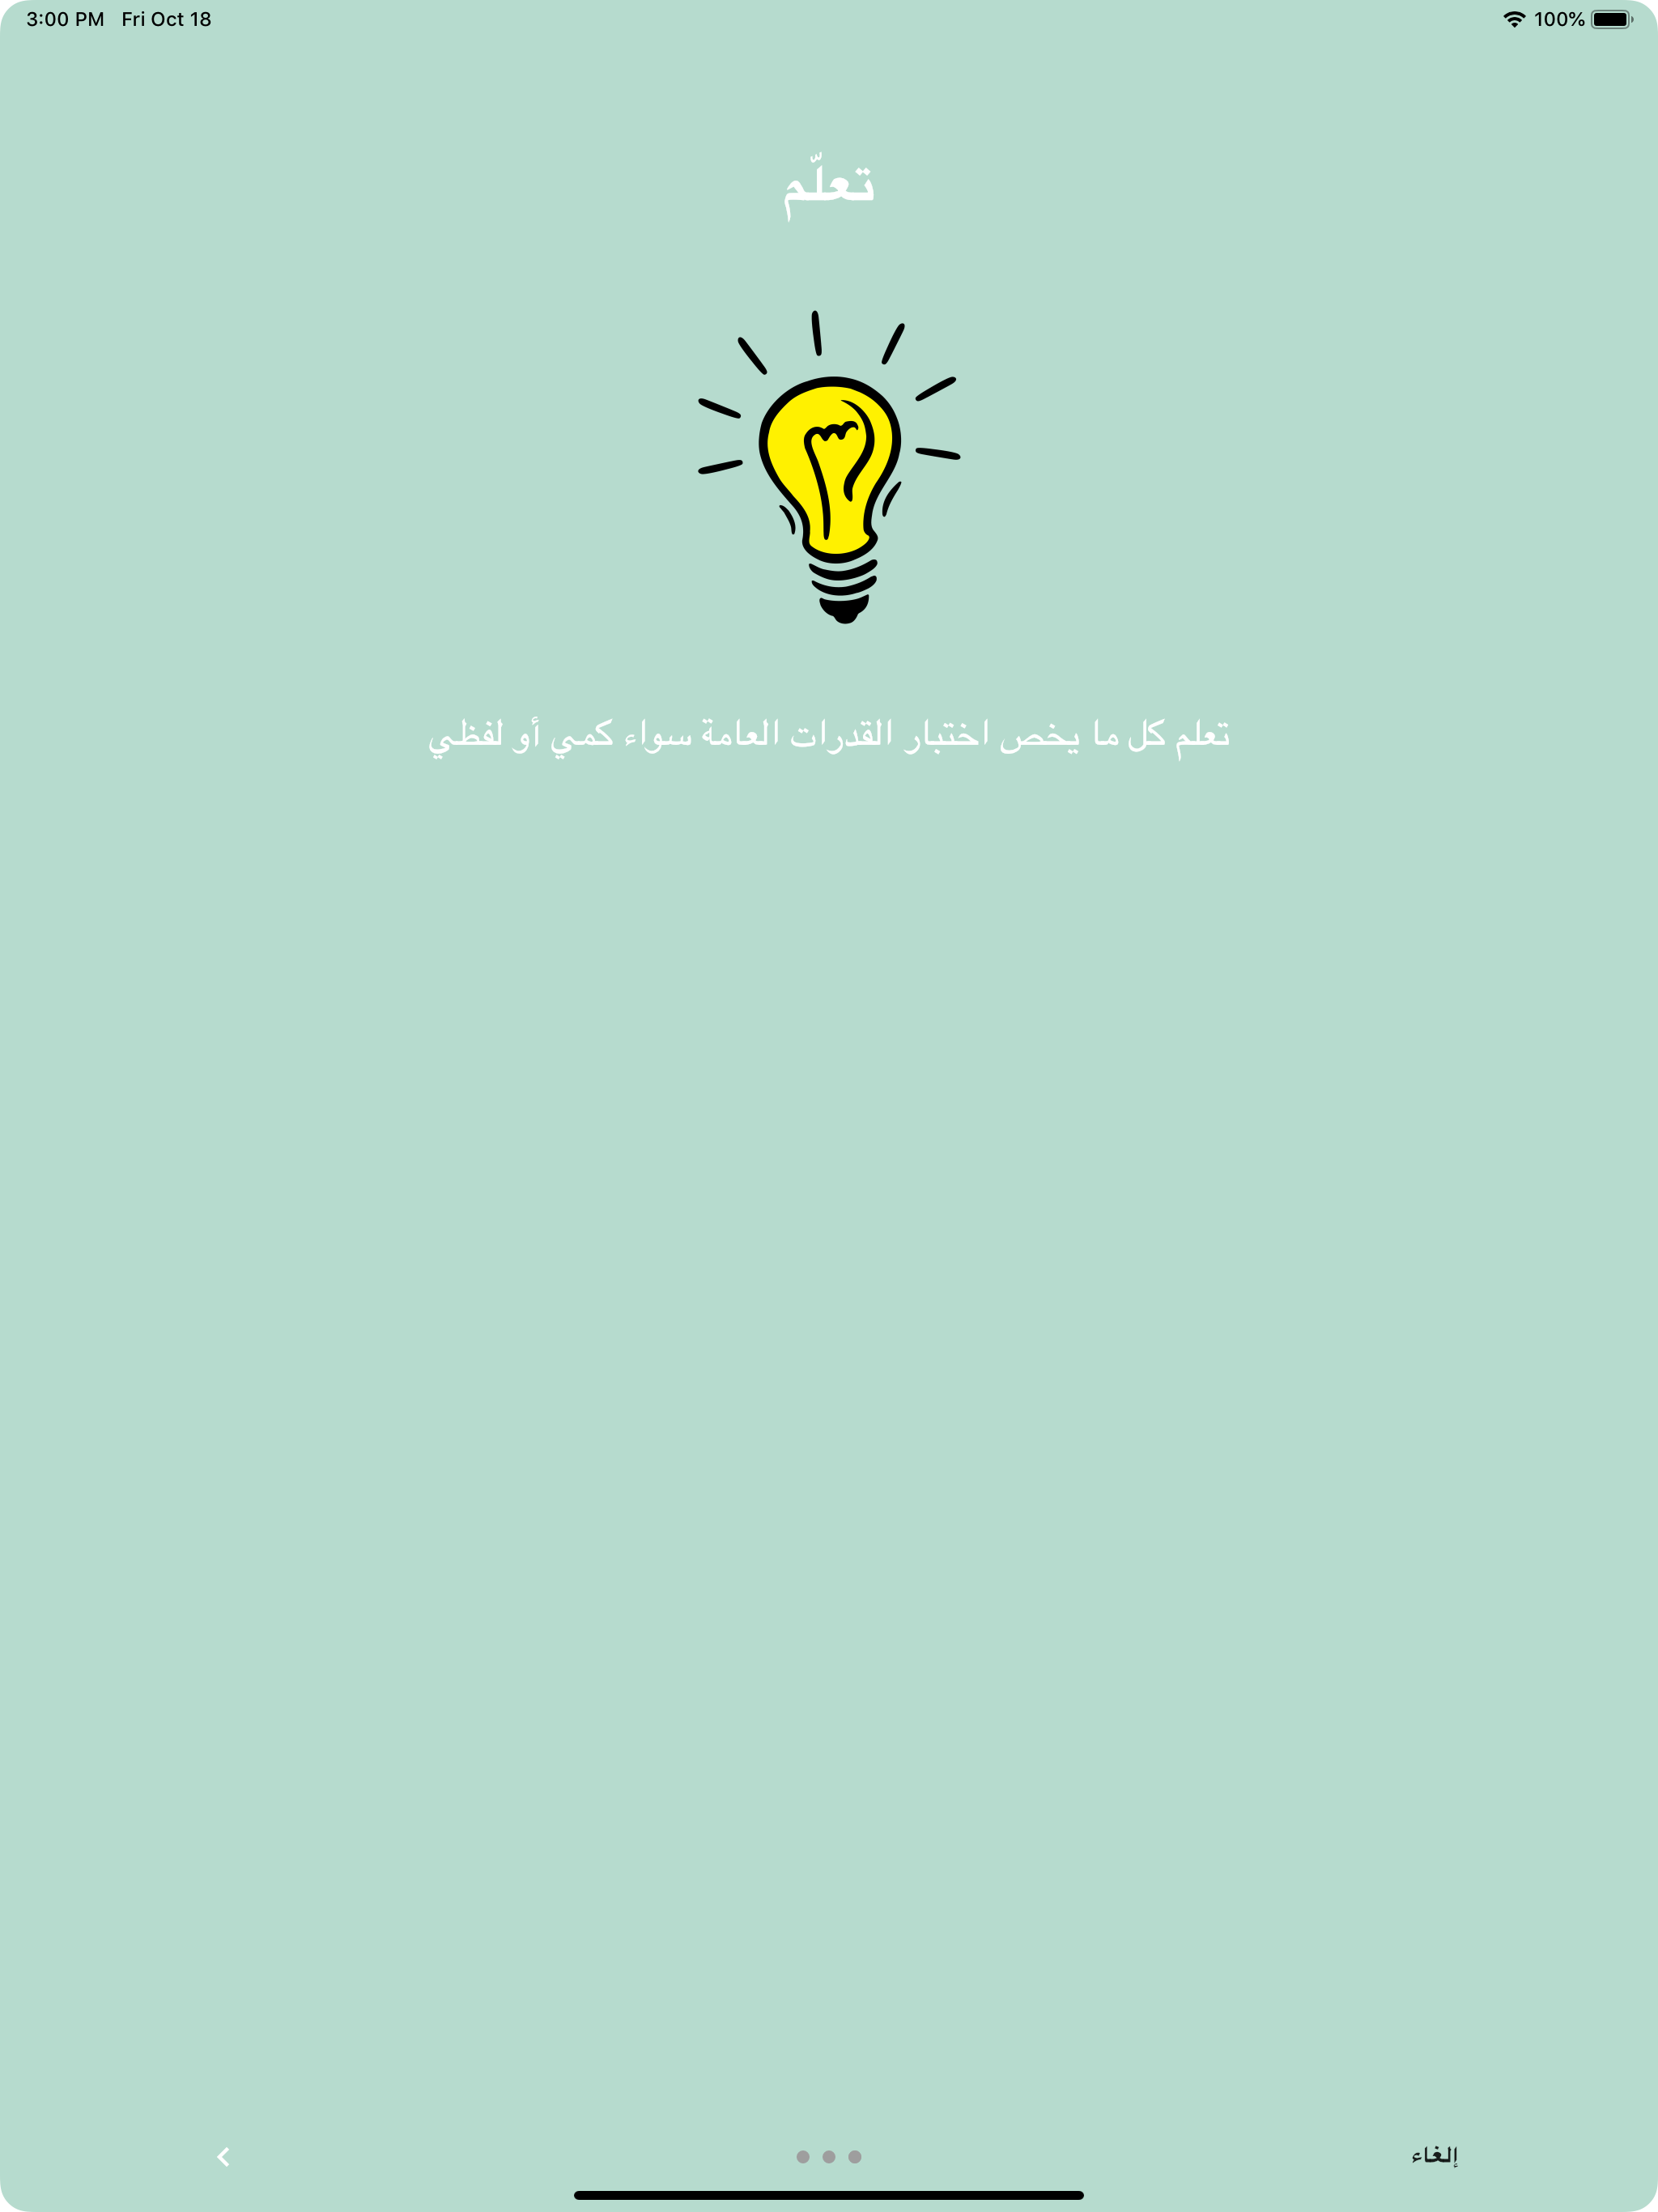 3:00 PM Fri Oct 18 100%
تعلّم
تعلم كل ما يخص اختبار القدرات العامة سواء كمي أو لفظي
إلغاء